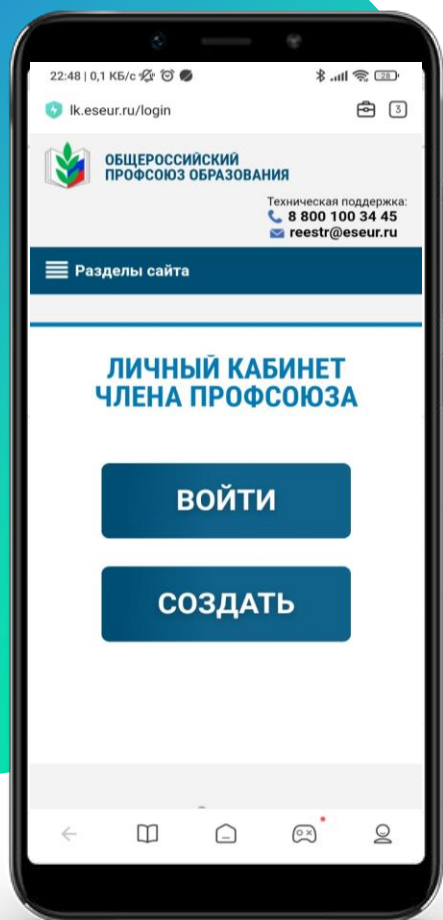 22:48 | 0,1 КБ/с
28
lk.eseur.ru/login
3
ОБЩЕРОССИЙСКИЙ
ПРОФСОЮЗ ОБРАЗОВАНИЯ
Техническая поддержка:
8 800 100 34 45
reestr@eseur.ru
Разделы сайта
ЛИЧНЫЙ КАБИНЕТ
ЧЛЕНА ПРОФСОЮЗА
ВОЙТИ
СОЗДАТЬ